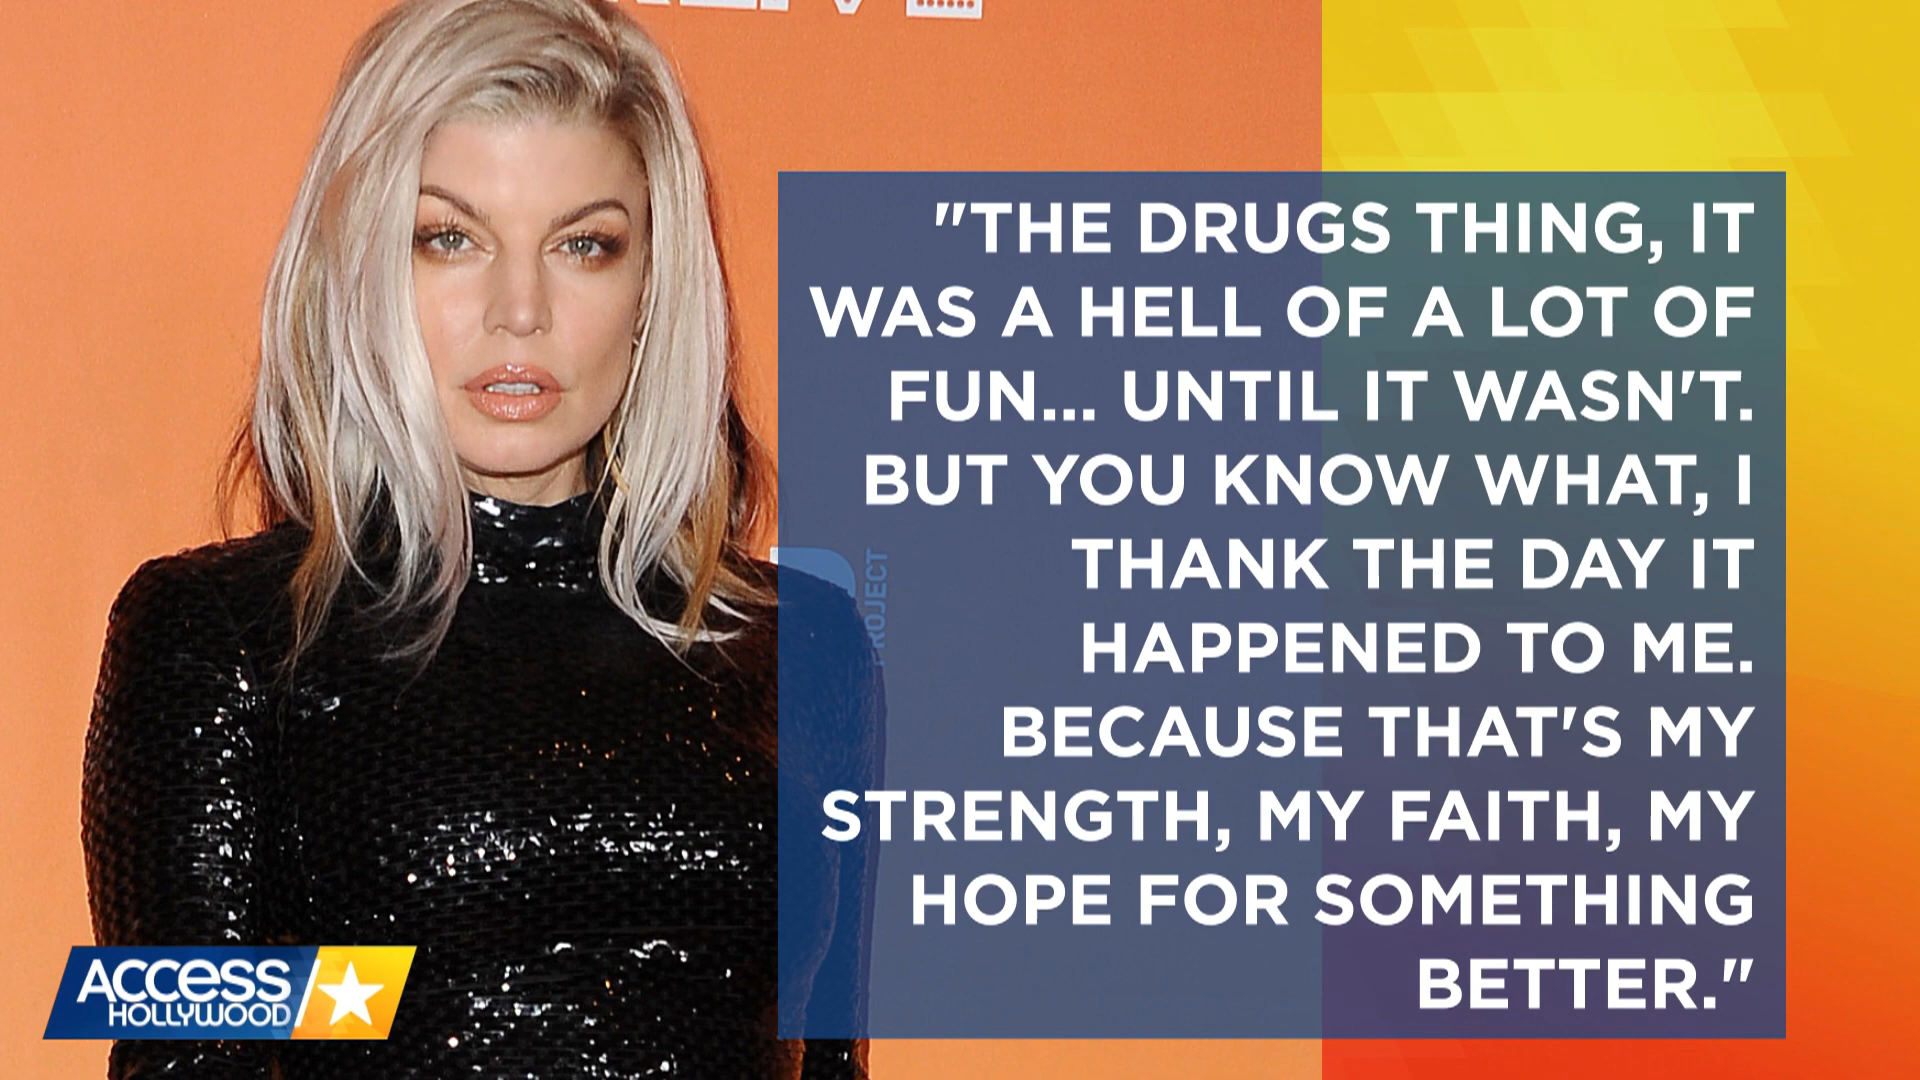 "THE DRUGS THING, IT
WAS A HELL OF A LOT OF
FUN... UNTIL IT WASN'T.
BUT YOU KNOW WHAT, I
THANK THE DAY IT
HAPPENED TO ME.
BECAUSE THAT'S MY
STRENGTH, MY FAITH, MY
HOPE FOR SOMETHING
BETTER."
PROJECT
ACCESS
HOLLYWOOD